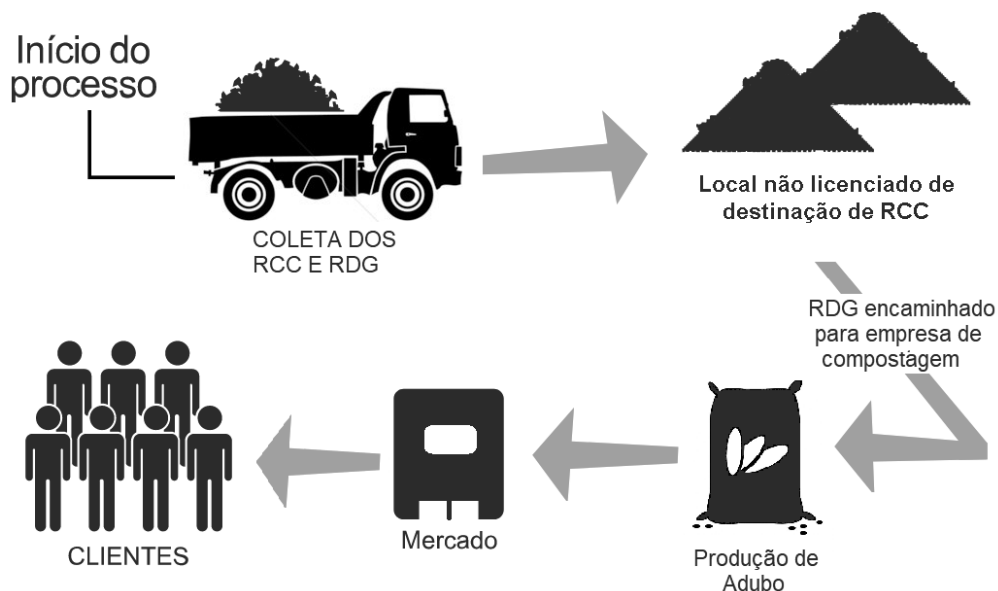 Início do
processo
COLETA DOS
RCC E RDG
Local não licenciado de
destinação de RCC
RDG encaminhado
para empresa de
compostagem
Produção de
Adubo
Mercado
CLIENTES